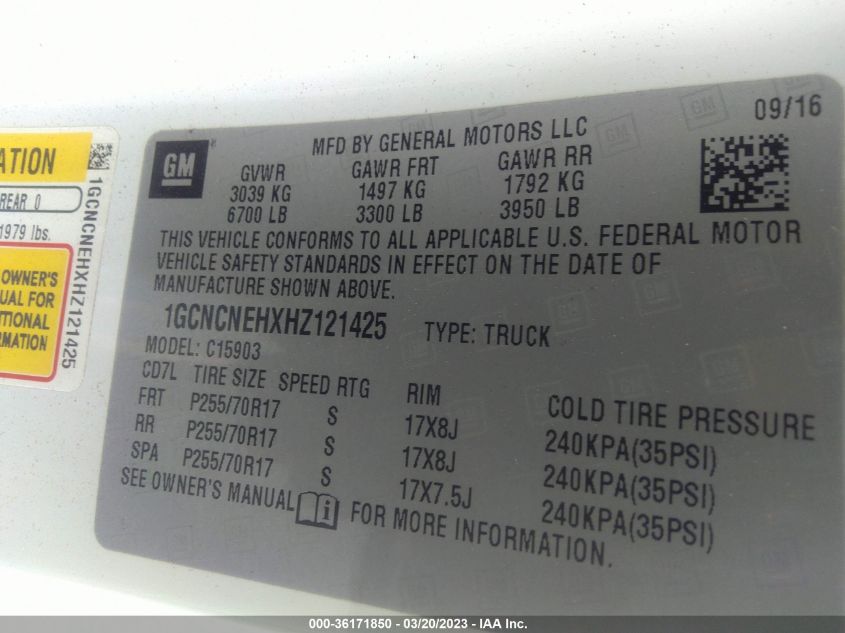 ATION
REAR 0
1979 lbs.
OWNER'S
UAL FOR
ITIONAL
RMATION
1GCNCNEHXHZ121425
GM
MFD BY GENERAL MOTORS LLC
09/16
GVWR GAWR FRT GAWR RR
3039 KG 1497 KG 1792 KG
6700 LB 3300 LB 3950 LB
THIS VEHICLE CONFORMS TO ALL APPLICABLE U.S. FEDERAL MOTOR
VEHICLE SAFETY STANDARDS IN EFFECT ON THE DATE OF
MANUFACTURE SHOWN ABOVE.
1GCNCNEHXHZ121425 TYPE: TRUCK
MODEL: C15903
CD7L TIRE SIZE SPEED RTG RIM COLD TIRE PRESSURE
FRT P255/70R17 S 17X8J 240KPA(35PSI)
RR P255/70R17 S 17X8J 240KPA(35PSI)
SPA P255/70R17 S 17X7.5J 240KPA(35PSI)
SEE OWNER'S MANUAL i FOR MORE INFORMATION.
000-36171850 - 03/20/2023 - IAA Inc.